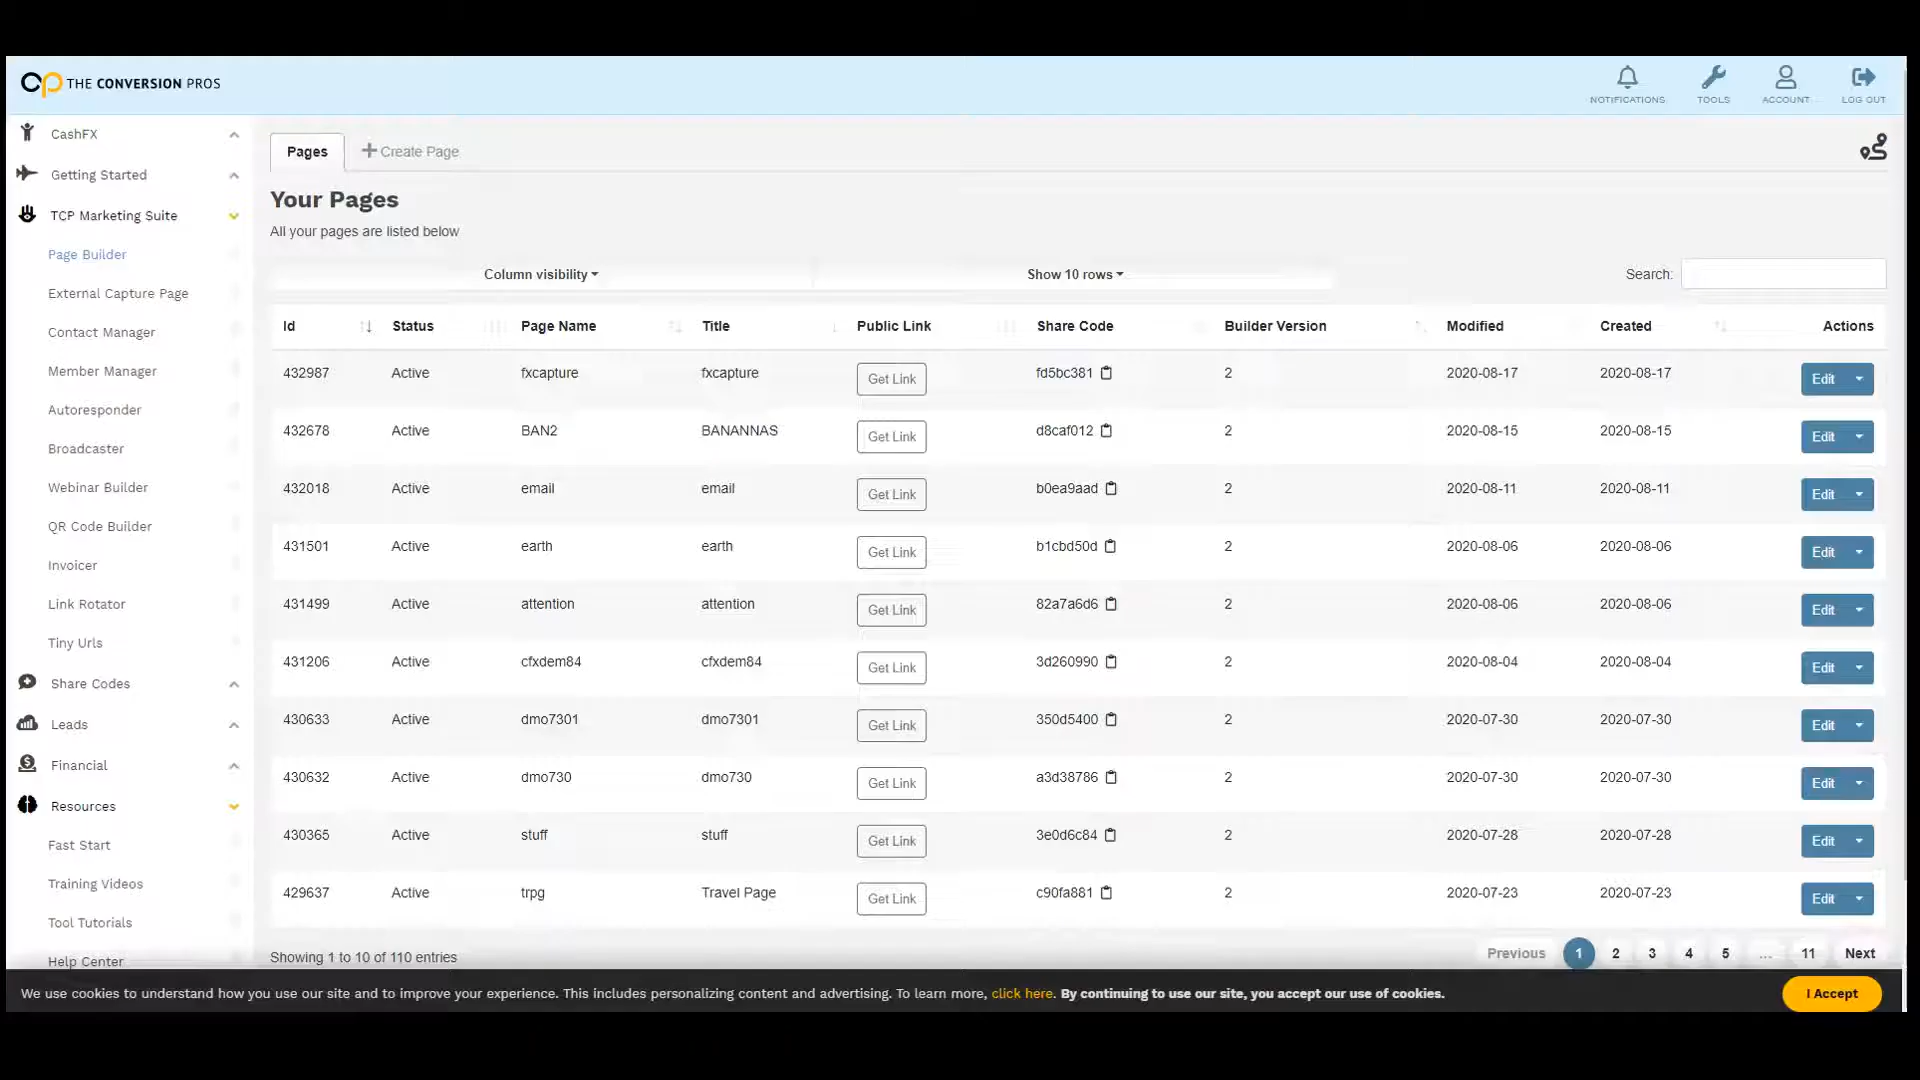 THE CONVERSION PROS
NOTIFICATIONS TOOLS ACCOUNT LOG OUT
CashFX
Getting Started
TCP Marketing Suite
Page Builder
External Capture Page
Contact Manager
Member Manager
Autoresponder
Broadcaster
Webinar Builder
QR Code Builder
Invoicer
Link Rotator
Tiny Urls
Share Codes
Leads
Financial
Resources
Fast Start
Training Videos
Tool Tutorials
Help Center
Pages + Create Page
Your Pages
All your pages are listed below
Column visibility Show 10 rows Search:
Id Status Page Name Title Public Link Share Code Builder Version Modified Created Actions
432987 Active fxcapture fxcapture Get Link fd5bc381 2 2020-08-17 2020-08-17 Edit
432678 Active BAN2 BANANNAS Get Link d8caf012 2 2020-08-15 2020-08-15 Edit
432018 Active email email Get Link b0ea9aad 2 2020-08-11 2020-08-11 Edit
431501 Active earth earth Get Link b1cbd50d 2 2020-08-06 2020-08-06 Edit
431499 Active attention attention Get Link 82a7a6d6 2 2020-08-06 2020-08-06 Edit
431206 Active cfxdem84 cfxdem84 Get Link 3d260990 2 2020-08-04 2020-08-04 Edit
430633 Active dmo7301 dmo7301 Get Link 350d5400 2 2020-07-30 2020-07-30 Edit
430632 Active dmo730 dmo730 Get Link a3d38786 2 2020-07-30 2020-07-30 Edit
430365 Active stuff stuff Get Link 3e0d6c84 2 2020-07-28 2020-07-28 Edit
429637 Active trpg Travel Page Get Link c90fa881 2 2020-07-23 2020-07-23 Edit
Showing 1 to 10 of 110 entries Previous 1 2 3 4 5 ... 11 Next
We use cookies to understand how you use our site and to improve your experience. This includes personalizing content and advertising. To learn more, click here. By continuing to use our site, you accept our use of cookies. I Accept